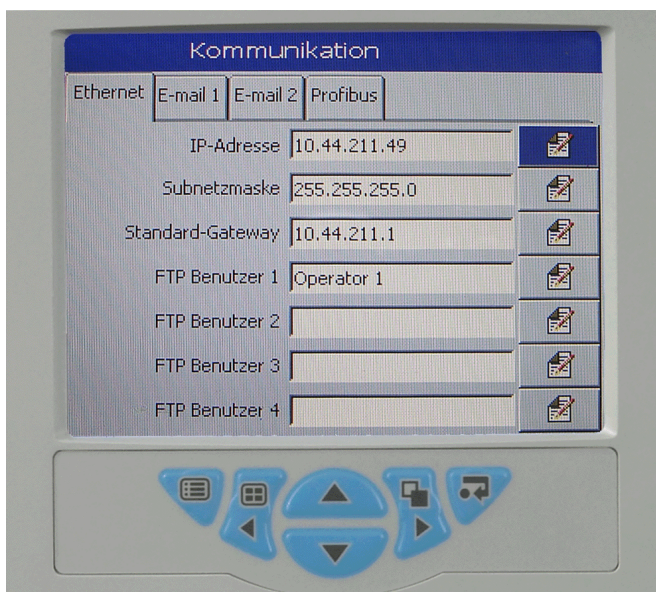 Kommunikation
Ethernet E-mail 1 E-mail 2 Profibus
IP-Adresse 10.44.211.49
Subnetzmaske 255.255.255.0
Standard-Gateway 10.44.211.1
FTP Benutzer 1 Operator 1
FTP Benutzer 2
FTP Benutzer 3
FTP Benutzer 4